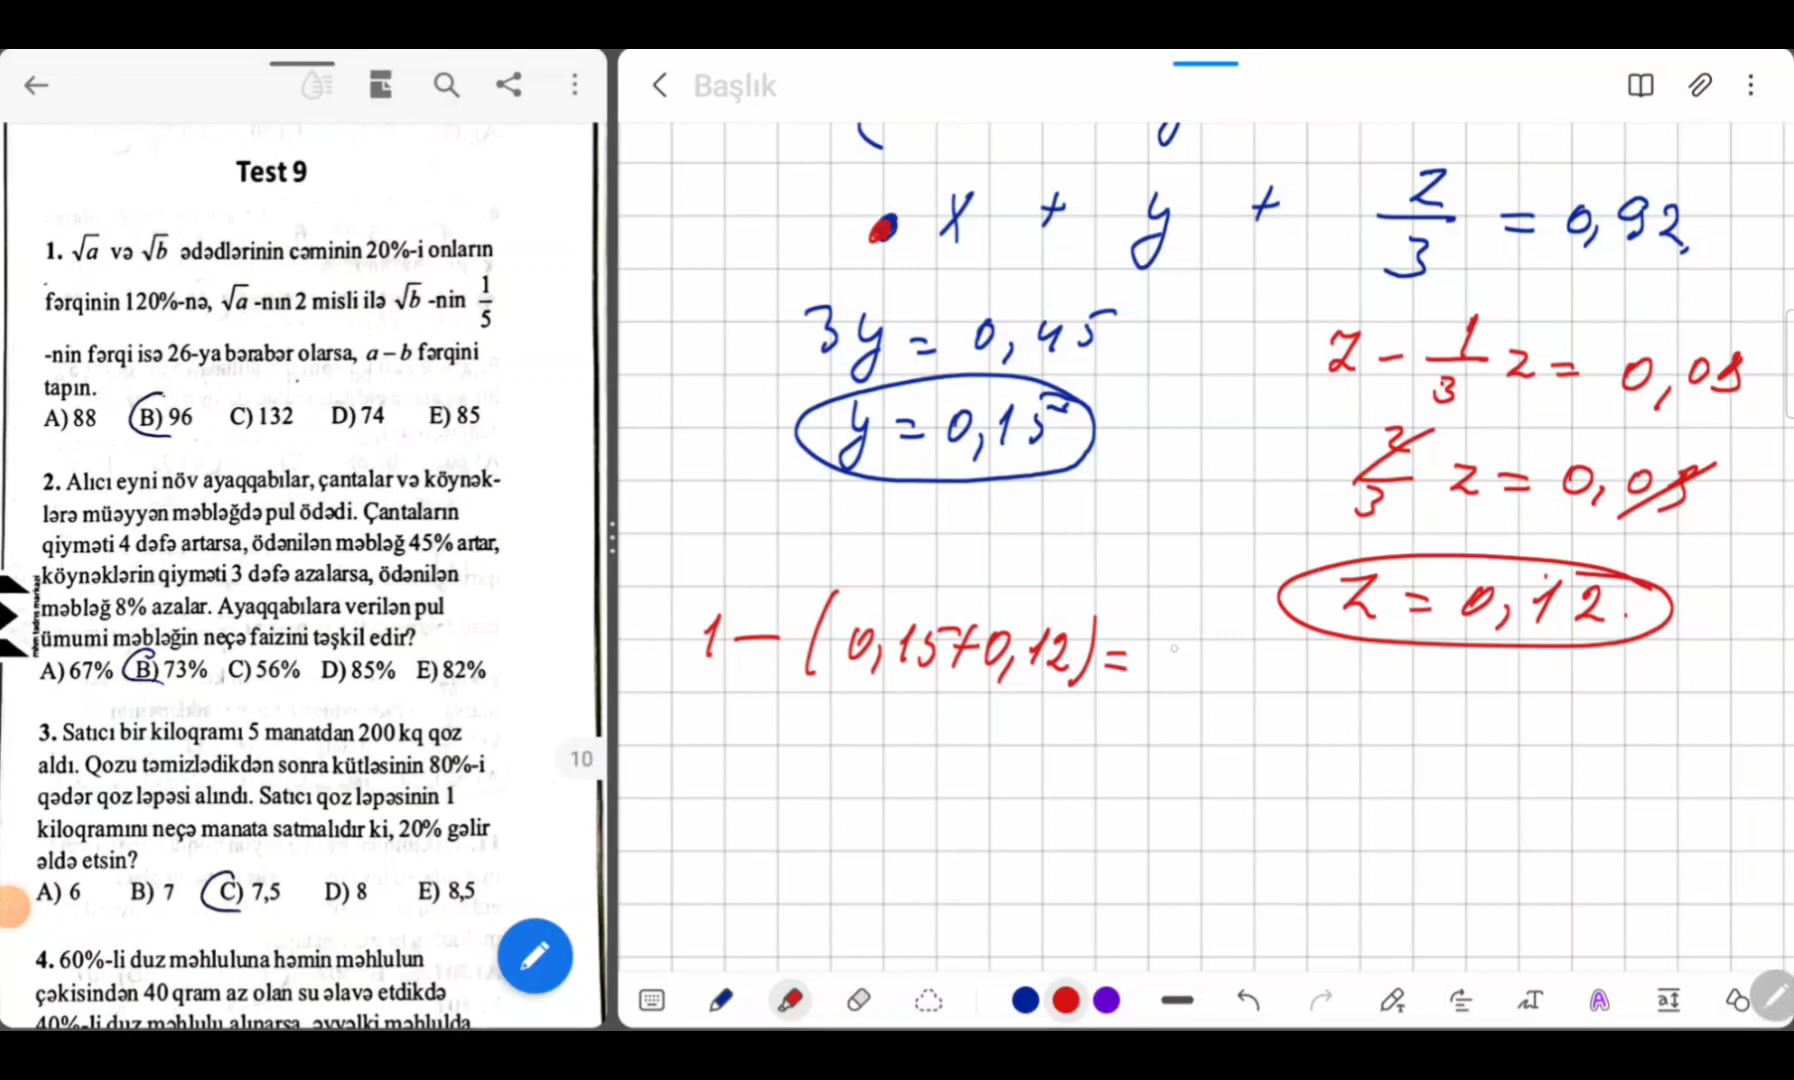 Başlık
Test 9
1. √a və √b ədədlərinin cəminin 20%-i onların
fərqinin 120%-nə, √a -nın 2 misli ilə √b -nin 1/5
-nin fərqi isə 26-ya bərabər olarsa, a – b fərqini
tapın.
A) 88 B) 96 C) 132 D) 74 E) 85
2. Alıcı eyni növ ayaqqabılar, çantalar və köynək-
lərə müəyyən məbləğdə pul ödədi. Çantaların
qiyməti 4 dəfə artarsa, ödənilən məbləğ 45% artar,
köynəklərin qiyməti 3 dəfə azalarsa, ödənilən
məbləğ 8% azalar. Ayaqqabılara verilən pul
ümumi məbləğin neçə faizini təşkil edir?
A) 67% B) 73% C) 56% D) 85% E) 82%
3. Satıcı bir kiloqramı 5 manatdan 200 kq qoz
aldı. Qozu təmizlədikdən sonra kütləsinin 80%-i
qədər qoz ləpəsi alındı. Satıcı qoz ləpəsinin 1
kiloqramını neçə manata satmalıdır ki, 20% gəlir
əldə etsin?
A) 6 B) 7 C) 7,5 D) 8 E) 8,5
4. 60%-li duz məhluluna həmin məhlulun
çəkisindən 40 qram az olan su əlavə etdikdə
40%-li duz məhlulu alınarsa, əvvəlki məhlulda
10
x + y + z/3 = 0,92
3y = 0,45
y = 0,15
z - 1/3 z = 0,08
2/3 z = 0,08
z = 0,12
1 - (0,15+0,12) =